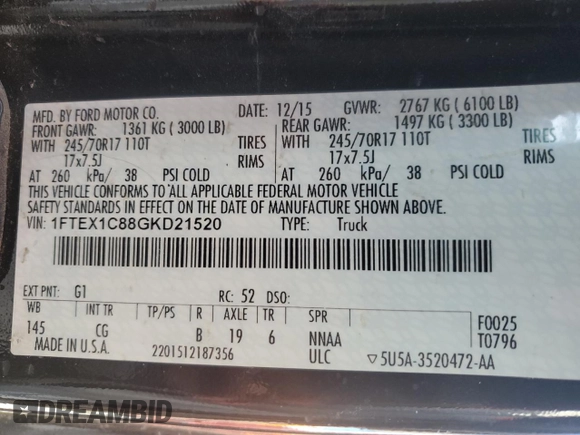 MFD. BY FORD MOTOR CO.
DATE: 12/15 GVWR: 2767 KG ( 6100 LB)
FRONT GAWR: 1361 KG ( 3000 LB)
REAR GAWR: 1497 KG ( 3300 LB)
WITH 245/70R17 110T TIRES
WITH 245/70R17 110T TIRES
17x7.5J RIMS
17x7.5J RIMS
AT 260 kPa/ 38 PSI COLD
AT 260 kPa/ 38 PSI COLD
THIS VEHICLE CONFORMS TO ALL APPLICABLE FEDERAL MOTOR VEHICLE
SAFETY STANDARDS IN EFFECT ON THE DATE OF MANUFACTURE SHOWN ABOVE.
VIN: 1FTEX1C88GKD21520 TYPE: Truck
EXT PNT: G1 RC: 52 DSO:
WB INT TR TP/PS R AXLE TR SPR
145 CG B 19 6 NNAA
F0025
T0796
MADE IN U.S.A. 2201512187356 ULC ▽5U5A-3520472-AA
DREAMBID